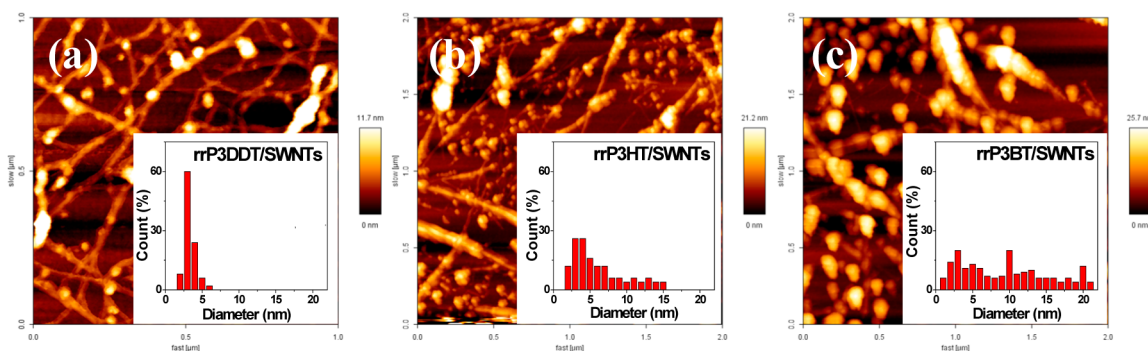 (a)
1.0
0.5
0.0
slow [µm]
0.0
0.5
1.0
fast [µm]
11.7 nm
0 nm
rrP3DDT/SWNTs
Count (%)
60
30
0
0
5
10
15
20
Diameter (nm)
(b)
2.0
1.5
1.0
0.5
0.0
slow [µm]
0.0
0.5
1.0
1.5
2.0
fast [µm]
21.2 nm
0 nm
rrP3HT/SWNTs
Count (%)
60
30
0
0
5
10
15
20
Diameter (nm)
(c)
2.0
1.5
1.0
0.5
0.0
slow [µm]
0.0
0.5
1.0
1.5
2.0
fast [µm]
25.7 nm
0 nm
rrP3BT/SWNTs
Count (%)
60
30
0
0
5
10
15
20
Diameter (nm)